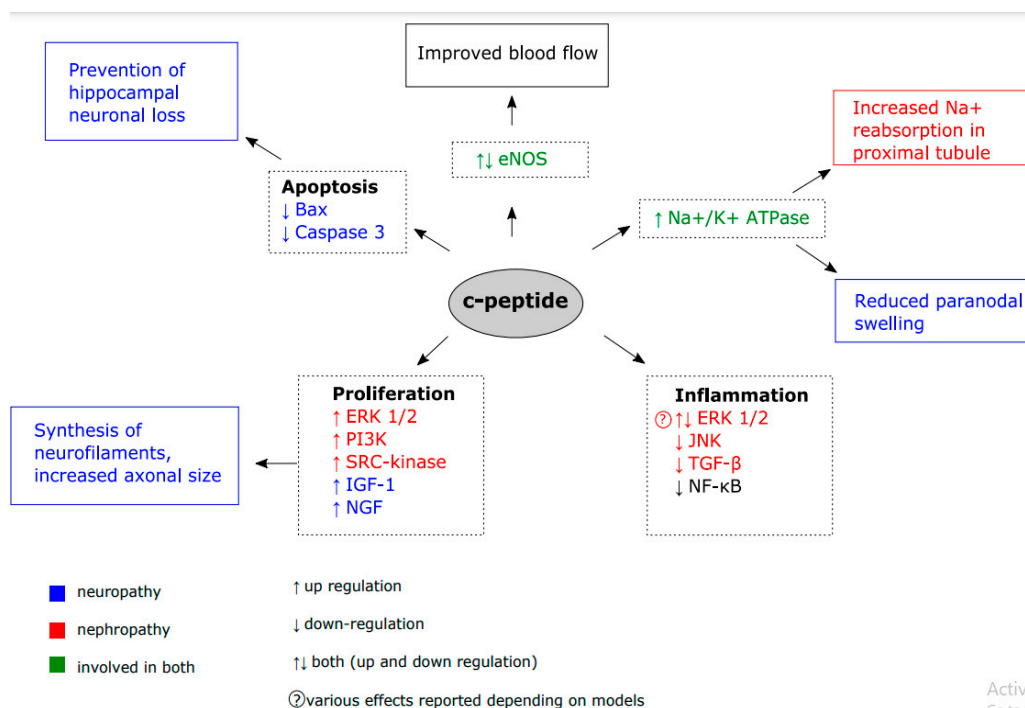 Improved blood flow
Prevention of
hippocampal
neuronal loss
Increased Na+
reabsorption in
proximal tubule
↑↓ eNOS
Apoptosis
↓ Bax
↓ Caspase 3
↑ Na+/K+ ATPase
c-peptide
Reduced paranodal
swelling
Proliferation
↑ ERK 1/2
↑ PI3K
↑ SRC-kinase
↑ IGF-1
↑ NGF
Inflammation
?↑↓ ERK 1/2
↓ JNK
↓ TGF-β
↓ NF-κB
Synthesis of
neurofilaments,
increased axonal size
neuropathy
nephropathy
involved in both
↑ up regulation
↓ down-regulation
↑↓ both (up and down regulation)
?various effects reported depending on models
Activ